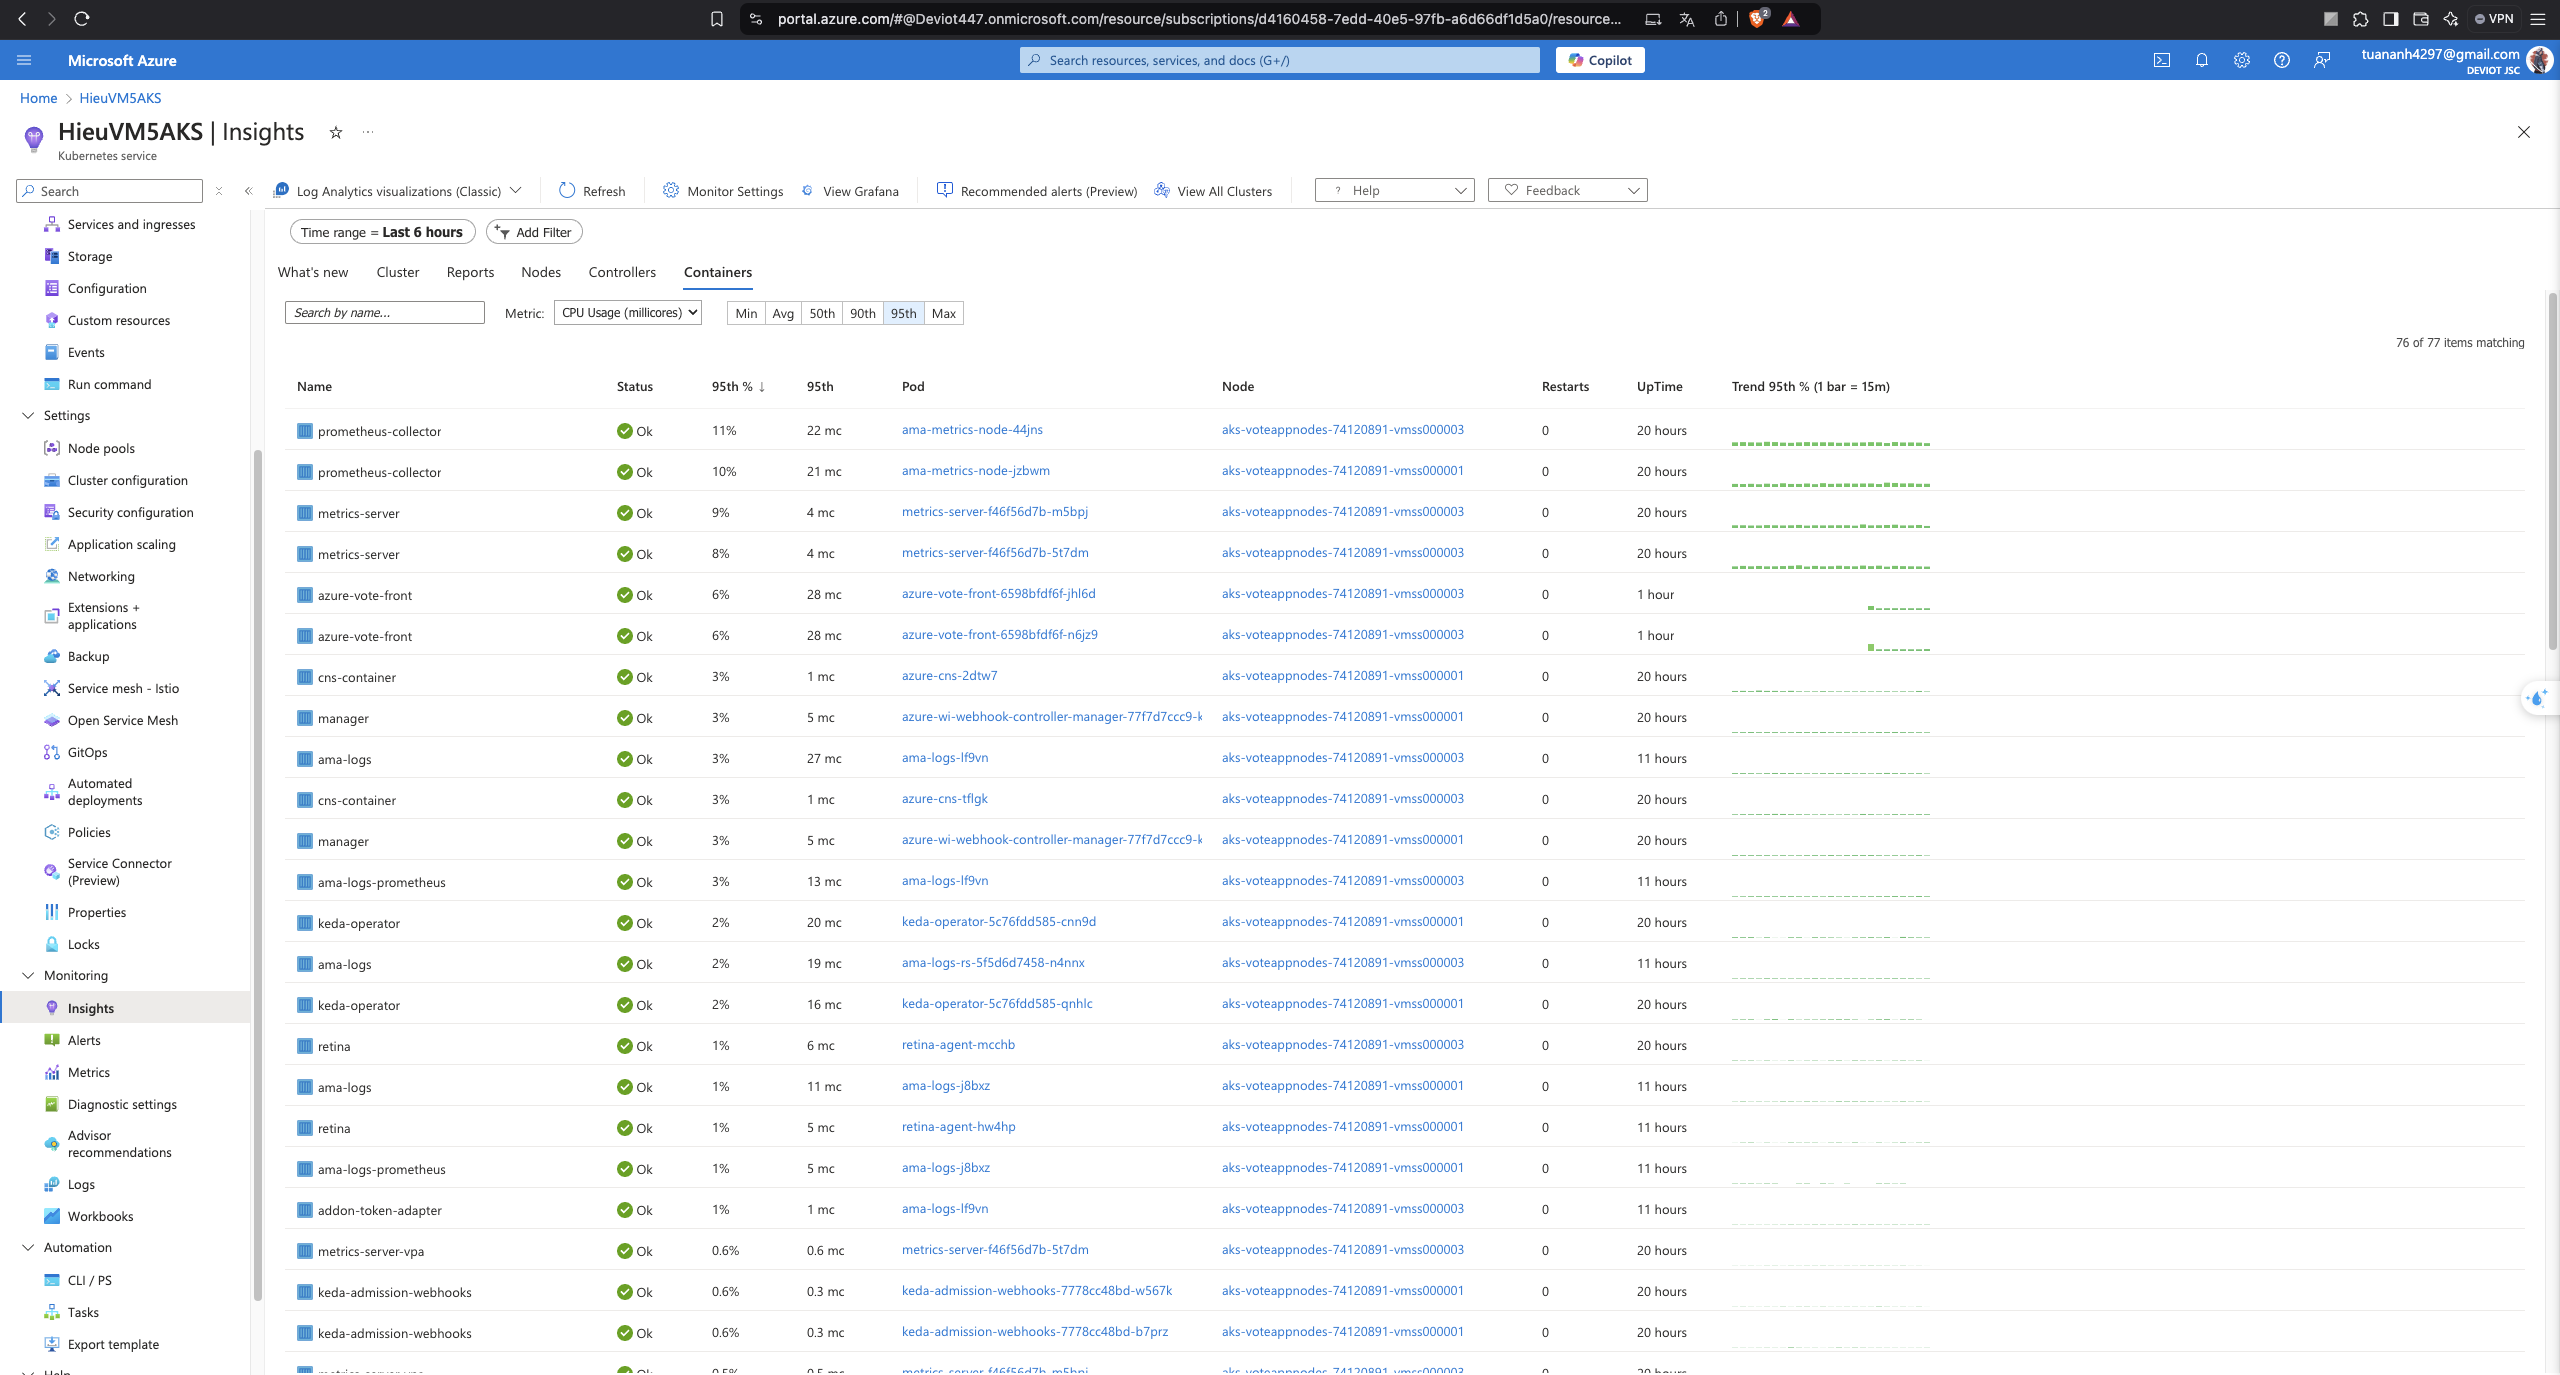 portal.azure.com/#@Deviot447.onmicrosoft.com/resource/subscriptions/d4160458-7edd-40e5-97fb-a6d66df1d5a0/resource...
2
VPN
Microsoft Azure
Search resources, services, and docs (G+/)
Copilot
tuananh4297@gmail.com
DEVIOT JSC
Home > HieuVM5AKS
HieuVM5AKS | Insights
Kubernetes service
Search
Log Analytics visualizations (Classic)
Refresh
Monitor Settings
View Grafana
Recommended alerts (Preview)
View All Clusters
? Help
Feedback
Services and ingresses
Storage
Configuration
Custom resources
Events
Run command
Settings
Node pools
Cluster configuration
Security configuration
Application scaling
Networking
Extensions +
applications
Backup
Service mesh - Istio
Open Service Mesh
GitOps
Automated
deployments
Policies
Service Connector
(Preview)
Properties
Locks
Monitoring
Insights
Alerts
Metrics
Diagnostic settings
Advisor
recommendations
Logs
Workbooks
Automation
CLI / PS
Tasks
Export template
Help
Time range = Last 6 hours
Add Filter
What's new Cluster Reports Nodes Controllers Containers
Search by name...
Metric: CPU Usage (millicores)
Min Avg 50th 90th 95th Max
76 of 77 items matching
Name Status 95th % ↓ 95th Pod Node Restarts UpTime Trend 95th % (1 bar = 15m)
prometheus-collector Ok 11% 22 mc ama-metrics-node-44jns aks-voteappnodes-74120891-vmss000003 0 20 hours
prometheus-collector Ok 10% 21 mc ama-metrics-node-jzbwm aks-voteappnodes-74120891-vmss000001 0 20 hours
metrics-server Ok 9% 4 mc metrics-server-f46f56d7b-m5bpj aks-voteappnodes-74120891-vmss000003 0 20 hours
metrics-server Ok 8% 4 mc metrics-server-f46f56d7b-5t7dm aks-voteappnodes-74120891-vmss000003 0 20 hours
azure-vote-front Ok 6% 28 mc azure-vote-front-6598bfdf6f-jhl6d aks-voteappnodes-74120891-vmss000003 0 1 hour
azure-vote-front Ok 6% 28 mc azure-vote-front-6598bfdf6f-n6jz9 aks-voteappnodes-74120891-vmss000003 0 1 hour
cns-container Ok 3% 1 mc azure-cns-2dtw7 aks-voteappnodes-74120891-vmss000001 0 20 hours
manager Ok 3% 5 mc azure-wi-webhook-controller-manager-77f7d7ccc9-k aks-voteappnodes-74120891-vmss000001 0 20 hours
ama-logs Ok 3% 27 mc ama-logs-lf9vn aks-voteappnodes-74120891-vmss000003 0 11 hours
cns-container Ok 3% 1 mc azure-cns-tflgk aks-voteappnodes-74120891-vmss000003 0 20 hours
manager Ok 3% 5 mc azure-wi-webhook-controller-manager-77f7d7ccc9-k aks-voteappnodes-74120891-vmss000001 0 20 hours
ama-logs-prometheus Ok 3% 13 mc ama-logs-lf9vn aks-voteappnodes-74120891-vmss000003 0 11 hours
keda-operator Ok 2% 20 mc keda-operator-5c76fdd585-cnn9d aks-voteappnodes-74120891-vmss000001 0 20 hours
ama-logs Ok 2% 19 mc ama-logs-rs-5f5d6d7458-n4nnx aks-voteappnodes-74120891-vmss000003 0 11 hours
keda-operator Ok 2% 16 mc keda-operator-5c76fdd585-qnhlc aks-voteappnodes-74120891-vmss000001 0 20 hours
retina Ok 1% 6 mc retina-agent-mcchb aks-voteappnodes-74120891-vmss000003 0 20 hours
ama-logs Ok 1% 11 mc ama-logs-j8bxz aks-voteappnodes-74120891-vmss000001 0 11 hours
retina Ok 1% 5 mc retina-agent-hw4hp aks-voteappnodes-74120891-vmss000001 0 11 hours
ama-logs-prometheus Ok 1% 5 mc ama-logs-j8bxz aks-voteappnodes-74120891-vmss000001 0 11 hours
addon-token-adapter Ok 1% 1 mc ama-logs-lf9vn aks-voteappnodes-74120891-vmss000003 0 11 hours
metrics-server-vpa Ok 0.6% 0.6 mc metrics-server-f46f56d7b-5t7dm aks-voteappnodes-74120891-vmss000003 0 20 hours
keda-admission-webhooks Ok 0.6% 0.3 mc keda-admission-webhooks-7778cc48bd-w567k aks-voteappnodes-74120891-vmss000001 0 20 hours
keda-admission-webhooks Ok 0.6% 0.3 mc keda-admission-webhooks-7778cc48bd-b7prz aks-voteappnodes-74120891-vmss000001 0 20 hours